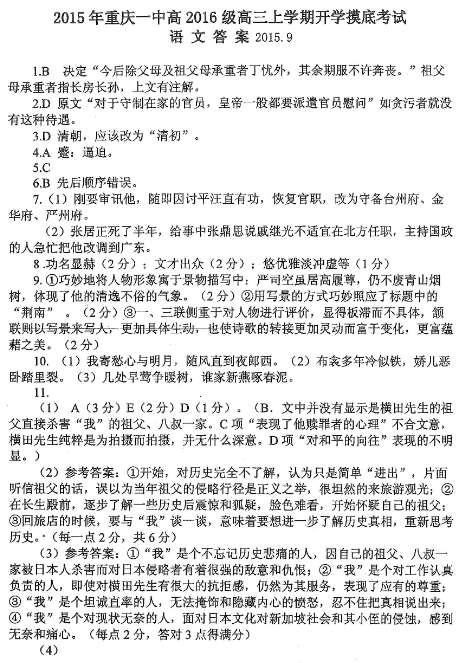 2015年重庆一中高2016级高三上学期开学摸底考试
语 文 答 案 2015.9
1.B 决定“今后除父母及祖父母承重者丁忧外，其余期服不许奔丧。”祖父
母承重者指长房长孙，上文有注解。
2.D 原文“对于守制在家的官员，皇帝一般都要派遣官员慰问”如贪污者就没
有这种待遇。
3.D 清朝，应该改为“清初”。
4.A 蹙：逼迫。
5.C
6.B 先后顺序错误。
7.（1）刚要审讯他，随即因讨平汪直有功，恢复官职，改为守备台州府、金
华府、严州府。
（2）张居正死了半年，给事中张鼎思说戚继光不适宜在北方任职，主持国政
的人急忙把他改调到广东。
8.功名显赫（2分）；文才出众（2分）；悠优雅淡冲虚等（1分）
9.①巧妙地将人物形象寓于景物描写中：严司空虽居高履尊，仍不废青山烟
树，体现了他的清逸不俗的气象。（2分）②用写景的方式巧妙照应了标题中的
“荆南”。（2分）③一、三联侧重于对人物进行评价，显得板滞而不具体，颔
联则以写景来写人，更加具体生动，也使诗歌的转接更加灵动而富于变化，更富蕴
藉之美。（2分）
10.（1）我寄愁心与明月，随风直到夜郎西。（2）布衾多年冷似铁，娇儿恶
卧踏里裂。（3）几处早莺争暖树，谁家新燕啄春泥。
11.
（1） A（3分）E（2分）D（1分）。（B．文中并没有显示是横田先生的祖
父直接杀害“我”的祖父、八叔一家。C项“表现了他赎罪者的心理”不合文意，
横田先生纯粹是为拍摄而拍摄，并无什么深意。D项“对和平的向往”表现的不明
显。）
（2）参考答案：①开始，对历史完全不了解，认为只是简单“进出”，片面
听信祖父的话，误以为当年祖父的侵略行径是正义之举，很坦然的来旅游观光；②
在长生殿前，逐步了解一些历史后震惊和狐疑，脸色难看，开始怀疑自己的祖父；
③回旅店的时候，要与“我”谈一谈，意味着要想进一步了解历史真相，重新思考
历史。（每一点2分，共6分）
（3）参考答案：①“我”是个不忘记历史悲痛的人，因自己的祖父、八叔一
家被日本人杀害而对日本侵略者有着很强的敌意和仇恨；②“我”是个对工作认真
负责的人，即使对横田先生有很大的抗拒感，仍然为其服务，表现了应有的尊重；
③“我”是个坦诚直率的人，无法掩饰和隐藏内心的愤怒，忍不住把真相说出来；
④“我”是个对现状无奈的人，面对日本文化对新加坡社会和其小侄的侵蚀，感到
无奈和痛心。（每点2分，答对3点得满分）
（4）